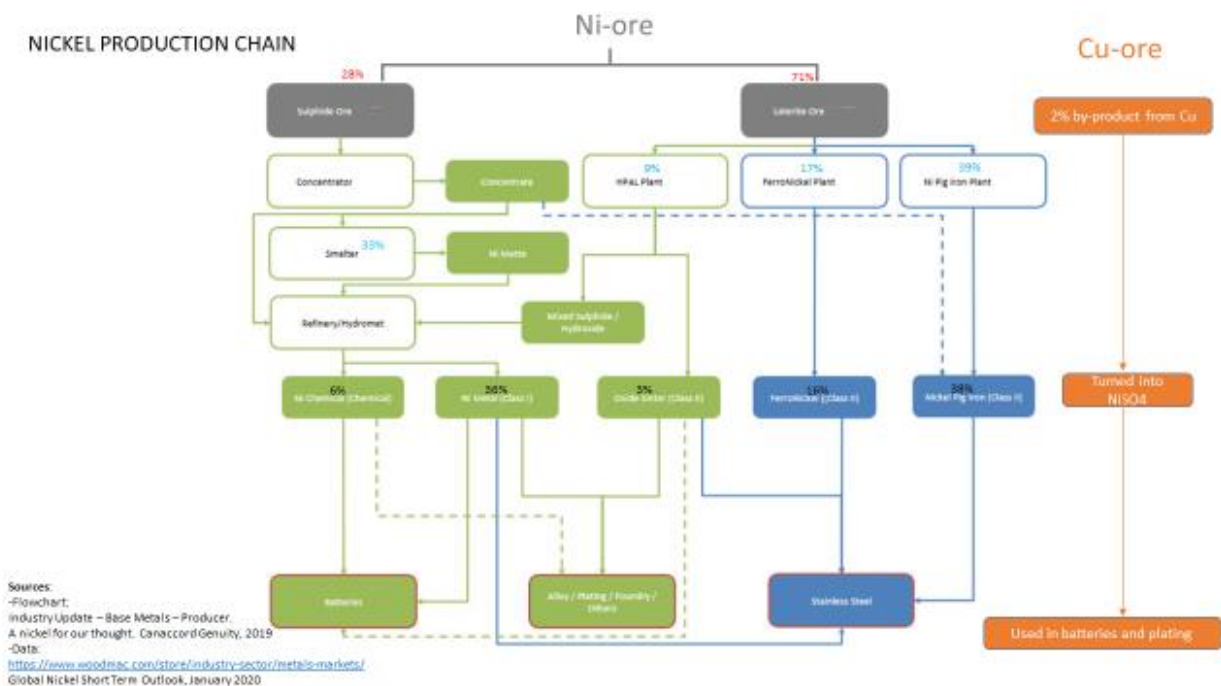 Ni-ore
NICKEL PRODUCTION CHAIN
Cu-ore
28%
71%
Sulphide Ore
Laterite Ore
2% by-product from Cu
Concentrator
Concentrate
9%
HPAL Plant
17%
FerroNickel Plant
39%
Ni Pig Iron Plant
Smelter
33%
Ni Matte
Refinery/Hydromet
Mixed Sulphide /
Hydroxide
6%
Ni Chemical (Chemical)
36%
Ni Metal (Class I)
3%
Oxide Sinter (Class II)
16%
FerroNickel (Class II)
38%
Nickel Pig Iron (Class II)
Turned into
NISO4
Batteries
Alloy / Plating / Foundry /
Others
Stainless Steel
Used in batteries and plating
Sources:
-Flowchart:
Industry Update – Base Metals – Producer.
A nickel for our thought. Canaccord Genuity, 2019
-Data:
https://www.woodmac.com/store/industry-sector/metals-markets/
Global Nickel Short Term Outlook, January 2020